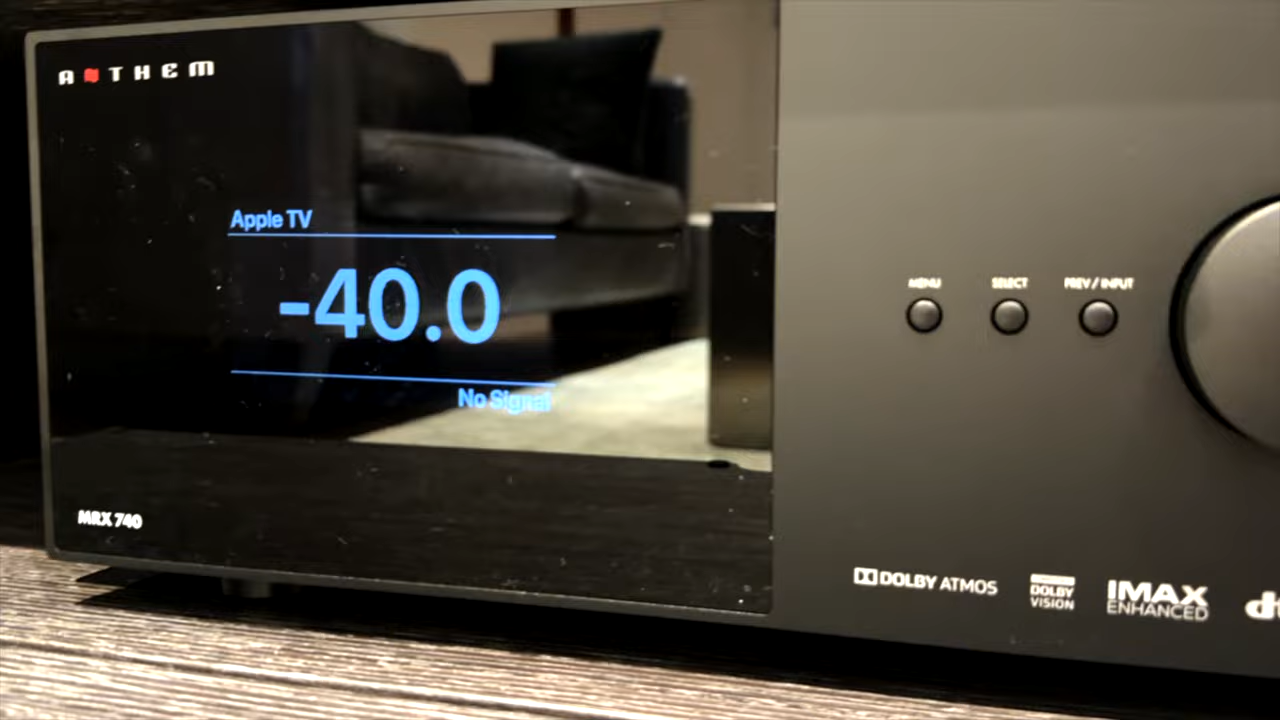 ANTHEM
Apple TV
-40.0
No Signal
MENU
SELECT
PREV / INPUT
MRX 740
DOLBY ATMOS
DOLBY
VISION
IMAX
ENHANCED
dt